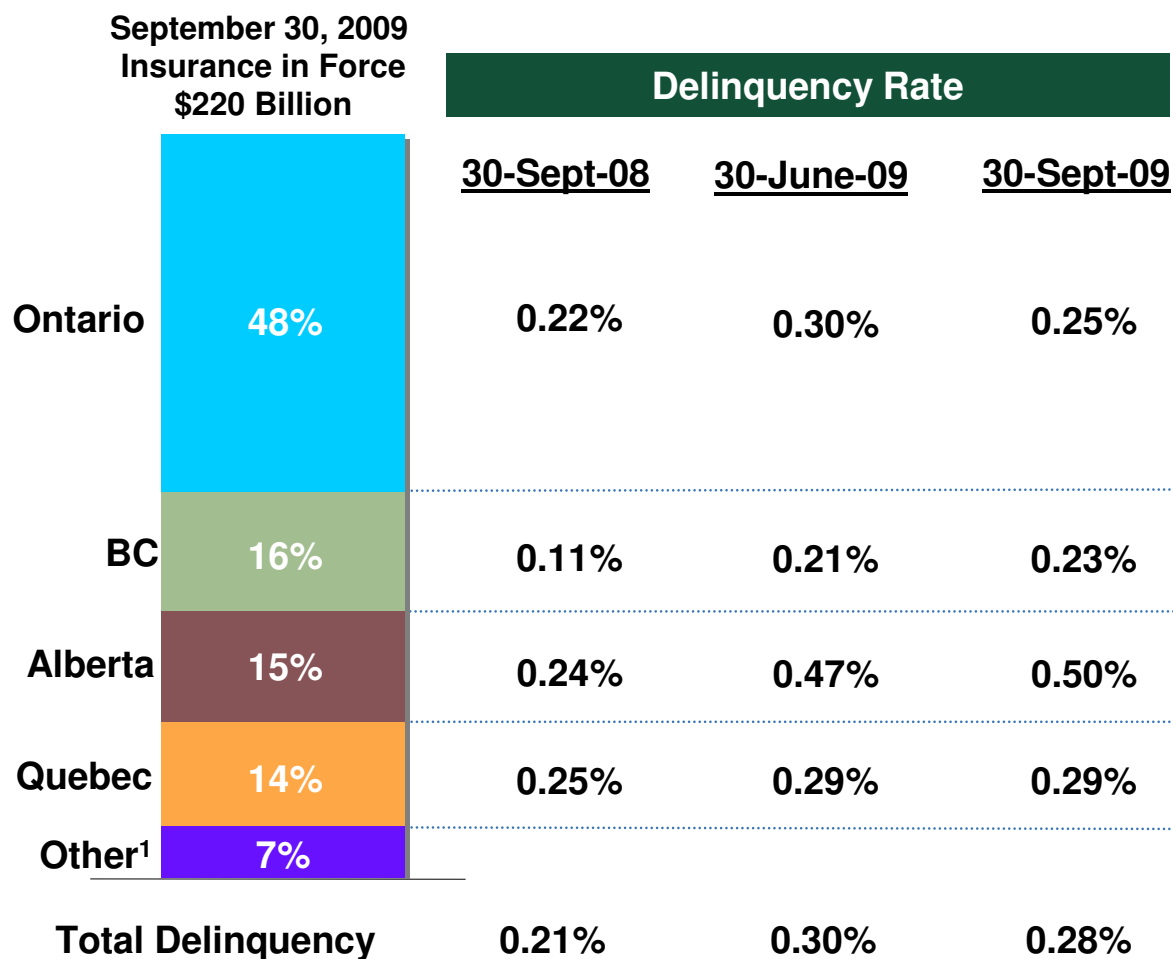 September 30, 2009
Insurance in Force
$220 Billion
Delinquency Rate
30-Sept-08 30-June-09 30-Sept-09
Ontario 48% 0.22% 0.30% 0.25%
BC 16% 0.11% 0.21% 0.23%
Alberta 15% 0.24% 0.47% 0.50%
Quebec 14% 0.25% 0.29% 0.29%
Other¹ 7%
Total Delinquency 0.21% 0.30% 0.28%